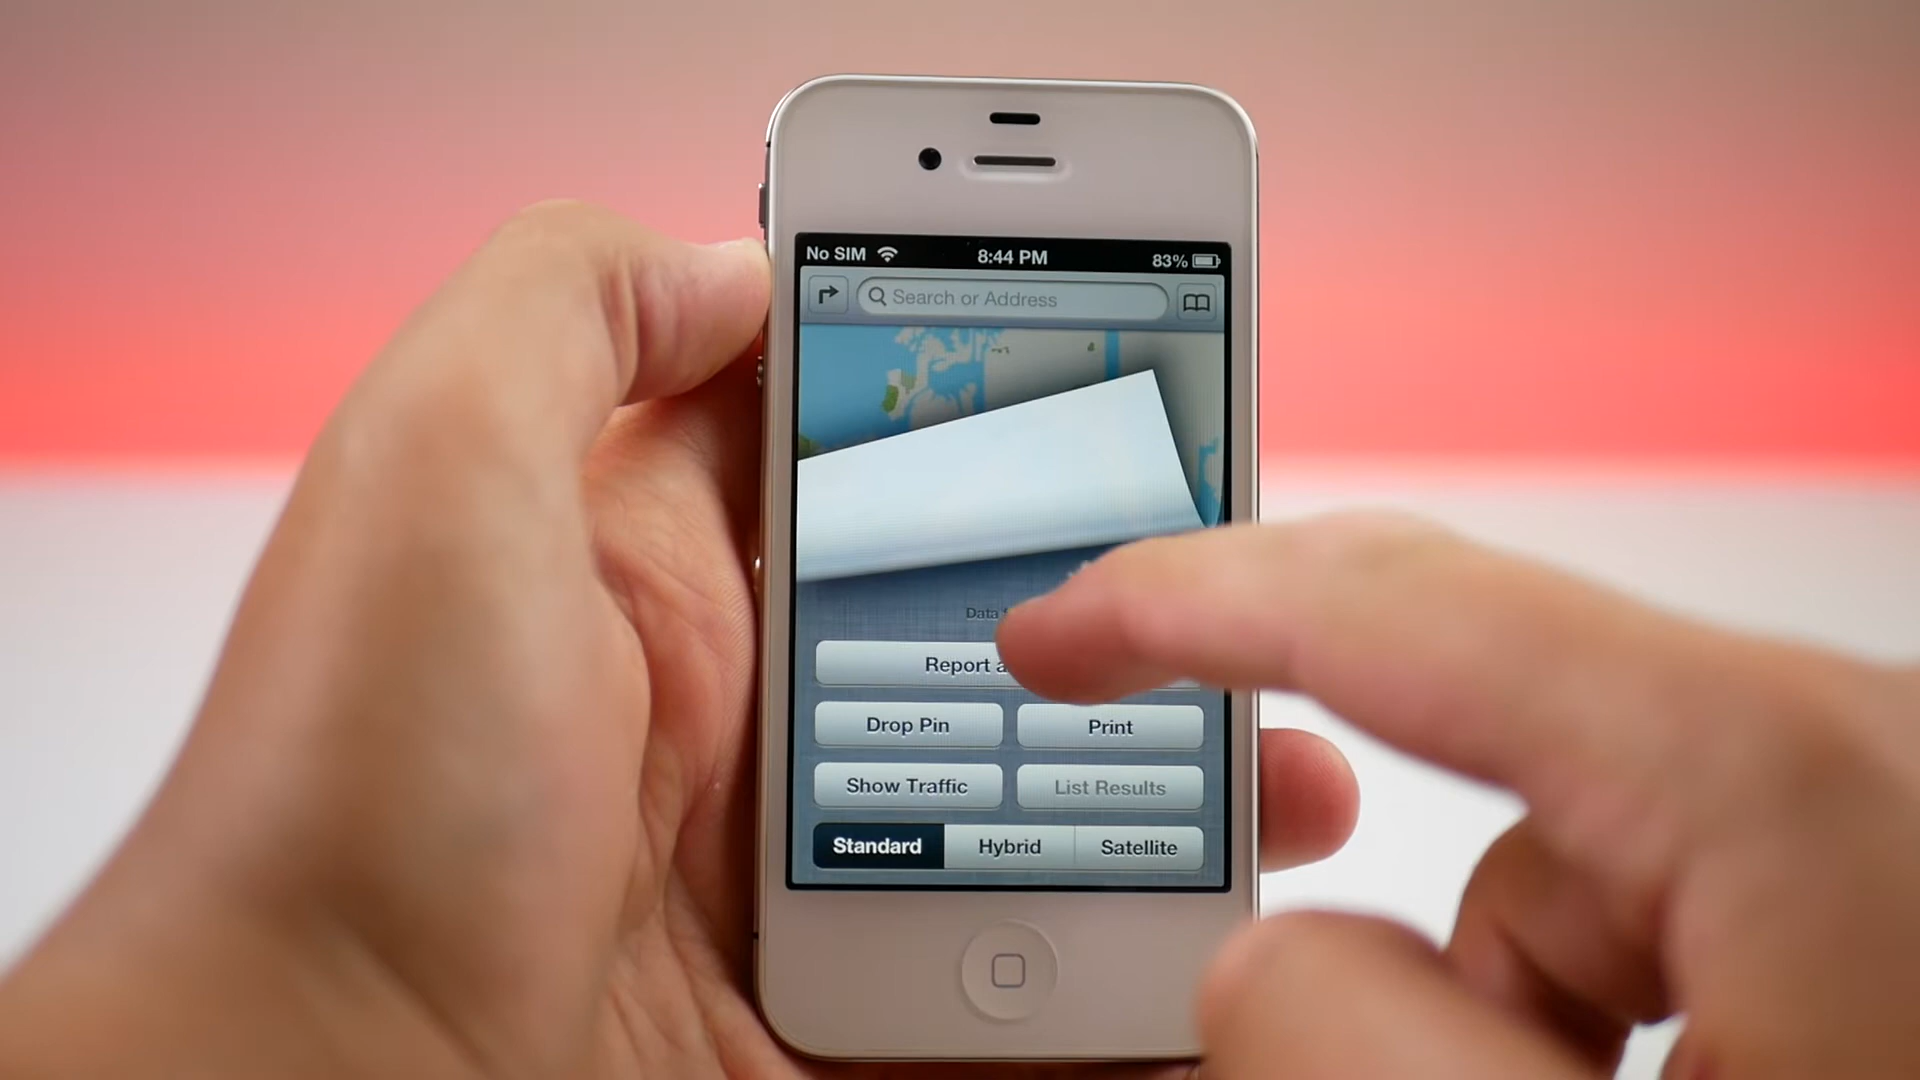 No SIM 8:44 PM 83%
Search or Address
Data
Report a
Drop Pin Print
Show Traffic List Results
Standard Hybrid Satellite